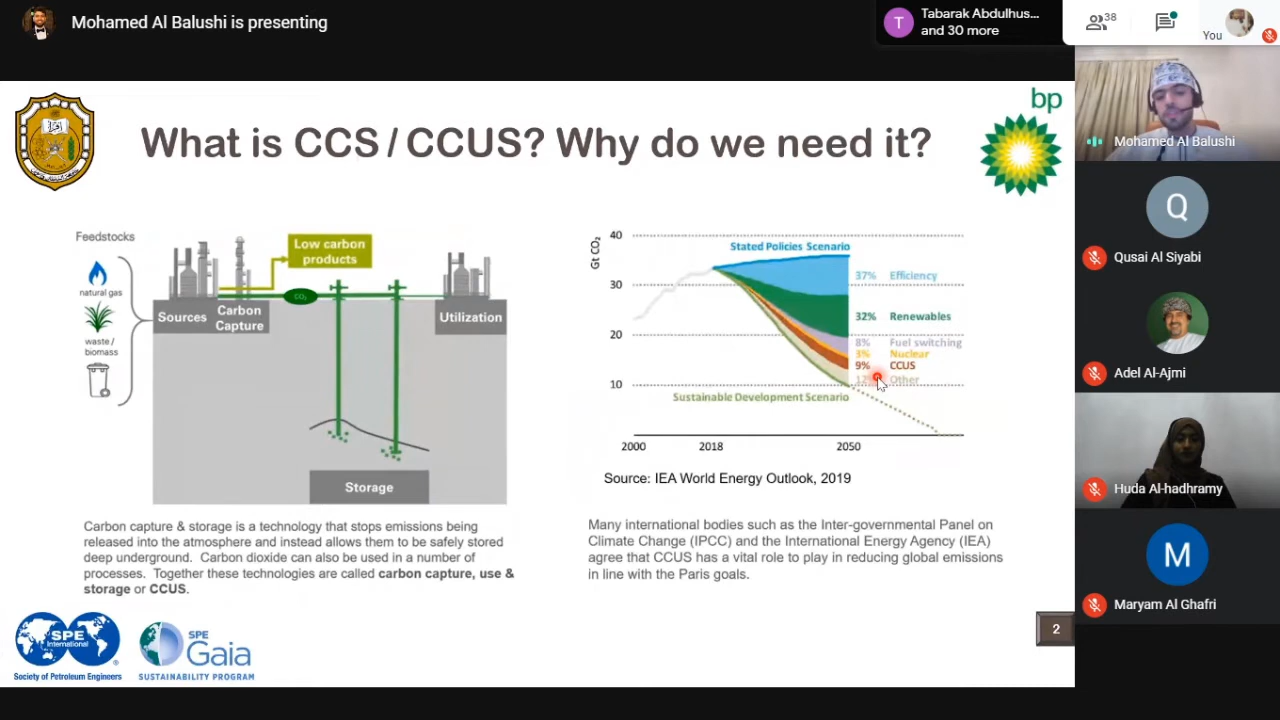 Mohamed Al Balushi is presenting
T
Tabarak Abdulhus...
and 30 more
38
You
What is CCS / CCUS? Why do we need it?
bp
Feedstocks
natural gas
waste /
biomass
Low carbon
products
CO₂
Sources
Carbon
Capture
Utilization
Storage
Carbon capture & storage is a technology that stops emissions being
released into the atmosphere and instead allows them to be safely stored
deep underground. Carbon dioxide can also be used in a number of
processes. Together these technologies are called carbon capture, use &
storage or CCUS.
Gt CO₂
40
30
20
10
Stated Policies Scenario
37% Efficiency
32% Renewables
8% Fuel switching
3% Nuclear
9% CCUS
Other
Sustainable Development Scenario
2000 2018 2050
Source: IEA World Energy Outlook, 2019
Many international bodies such as the Inter-governmental Panel on
Climate Change (IPCC) and the International Energy Agency (IEA)
agree that CCUS has a vital role to play in reducing global emissions
in line with the Paris goals.
SPE
International
®
Society of Petroleum Engineers
SPE
Gaia
SUSTAINABILITY PROGRAM
2
Mohamed Al Balushi
Q
Qusai Al Siyabi
Adel Al-Ajmi
Huda Al-hadhramy
M
Maryam Al Ghafri